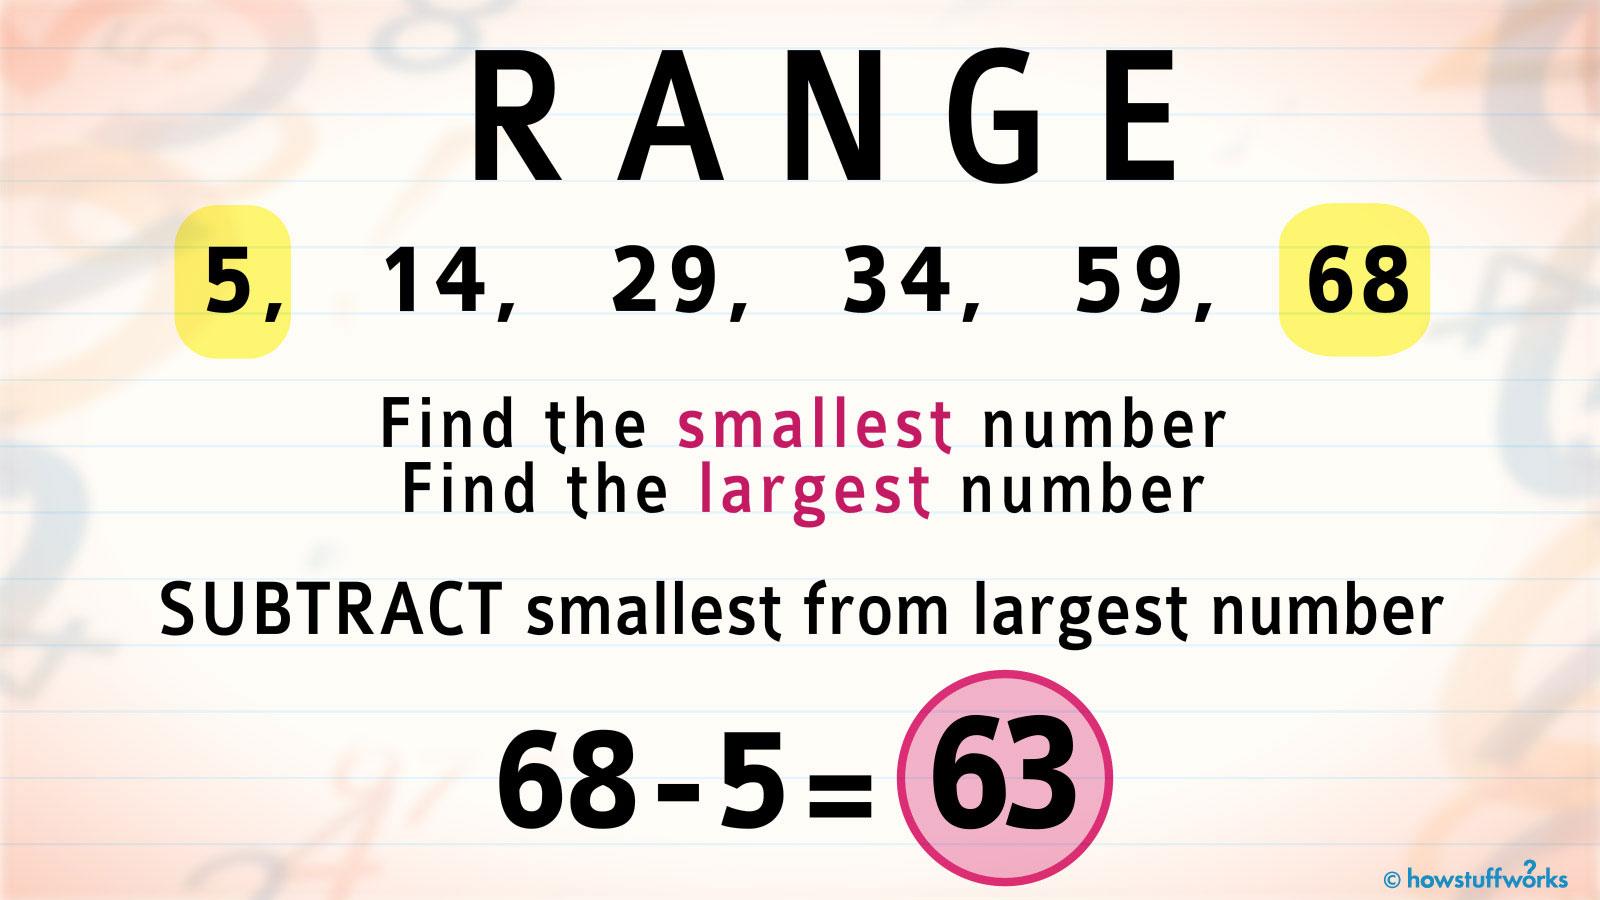 RANGE
5, 14, 29, 34, 59, 68
Find the smallest number
Find the largest number
SUBTRACT smallest from largest number
68-5=63
© howstuffworks